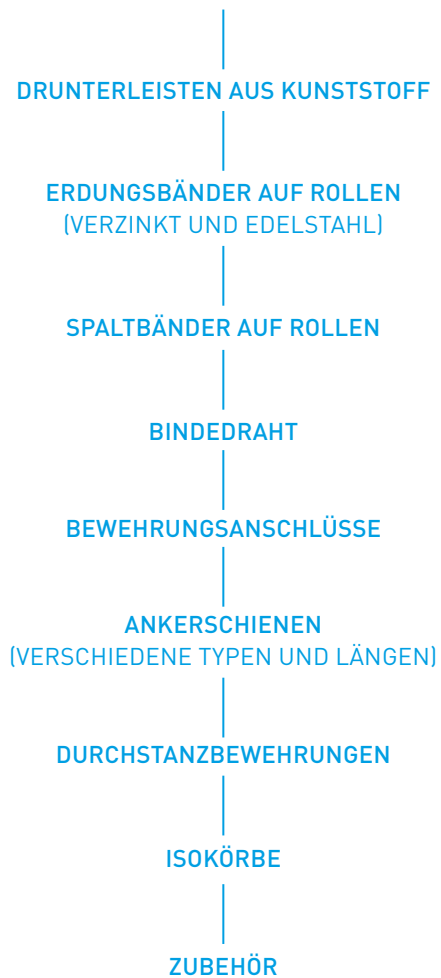 DRUNTERLEISTEN AUS KUNSTSTOFF
ERDUNGSBÄNDER AUF ROLLEN
(VERZINKT UND EDELSTAHL)
SPALTBÄNDER AUF ROLLEN
BINDEDRAHT
BEWEHRUNGSANSCHLÜSSE
ANKERSCHIENEN
(VERSCHIEDENE TYPEN UND LÄNGEN)
DURCHSTANZBEWEHRUNGEN
ISOKÖRBE
ZUBEHÖR